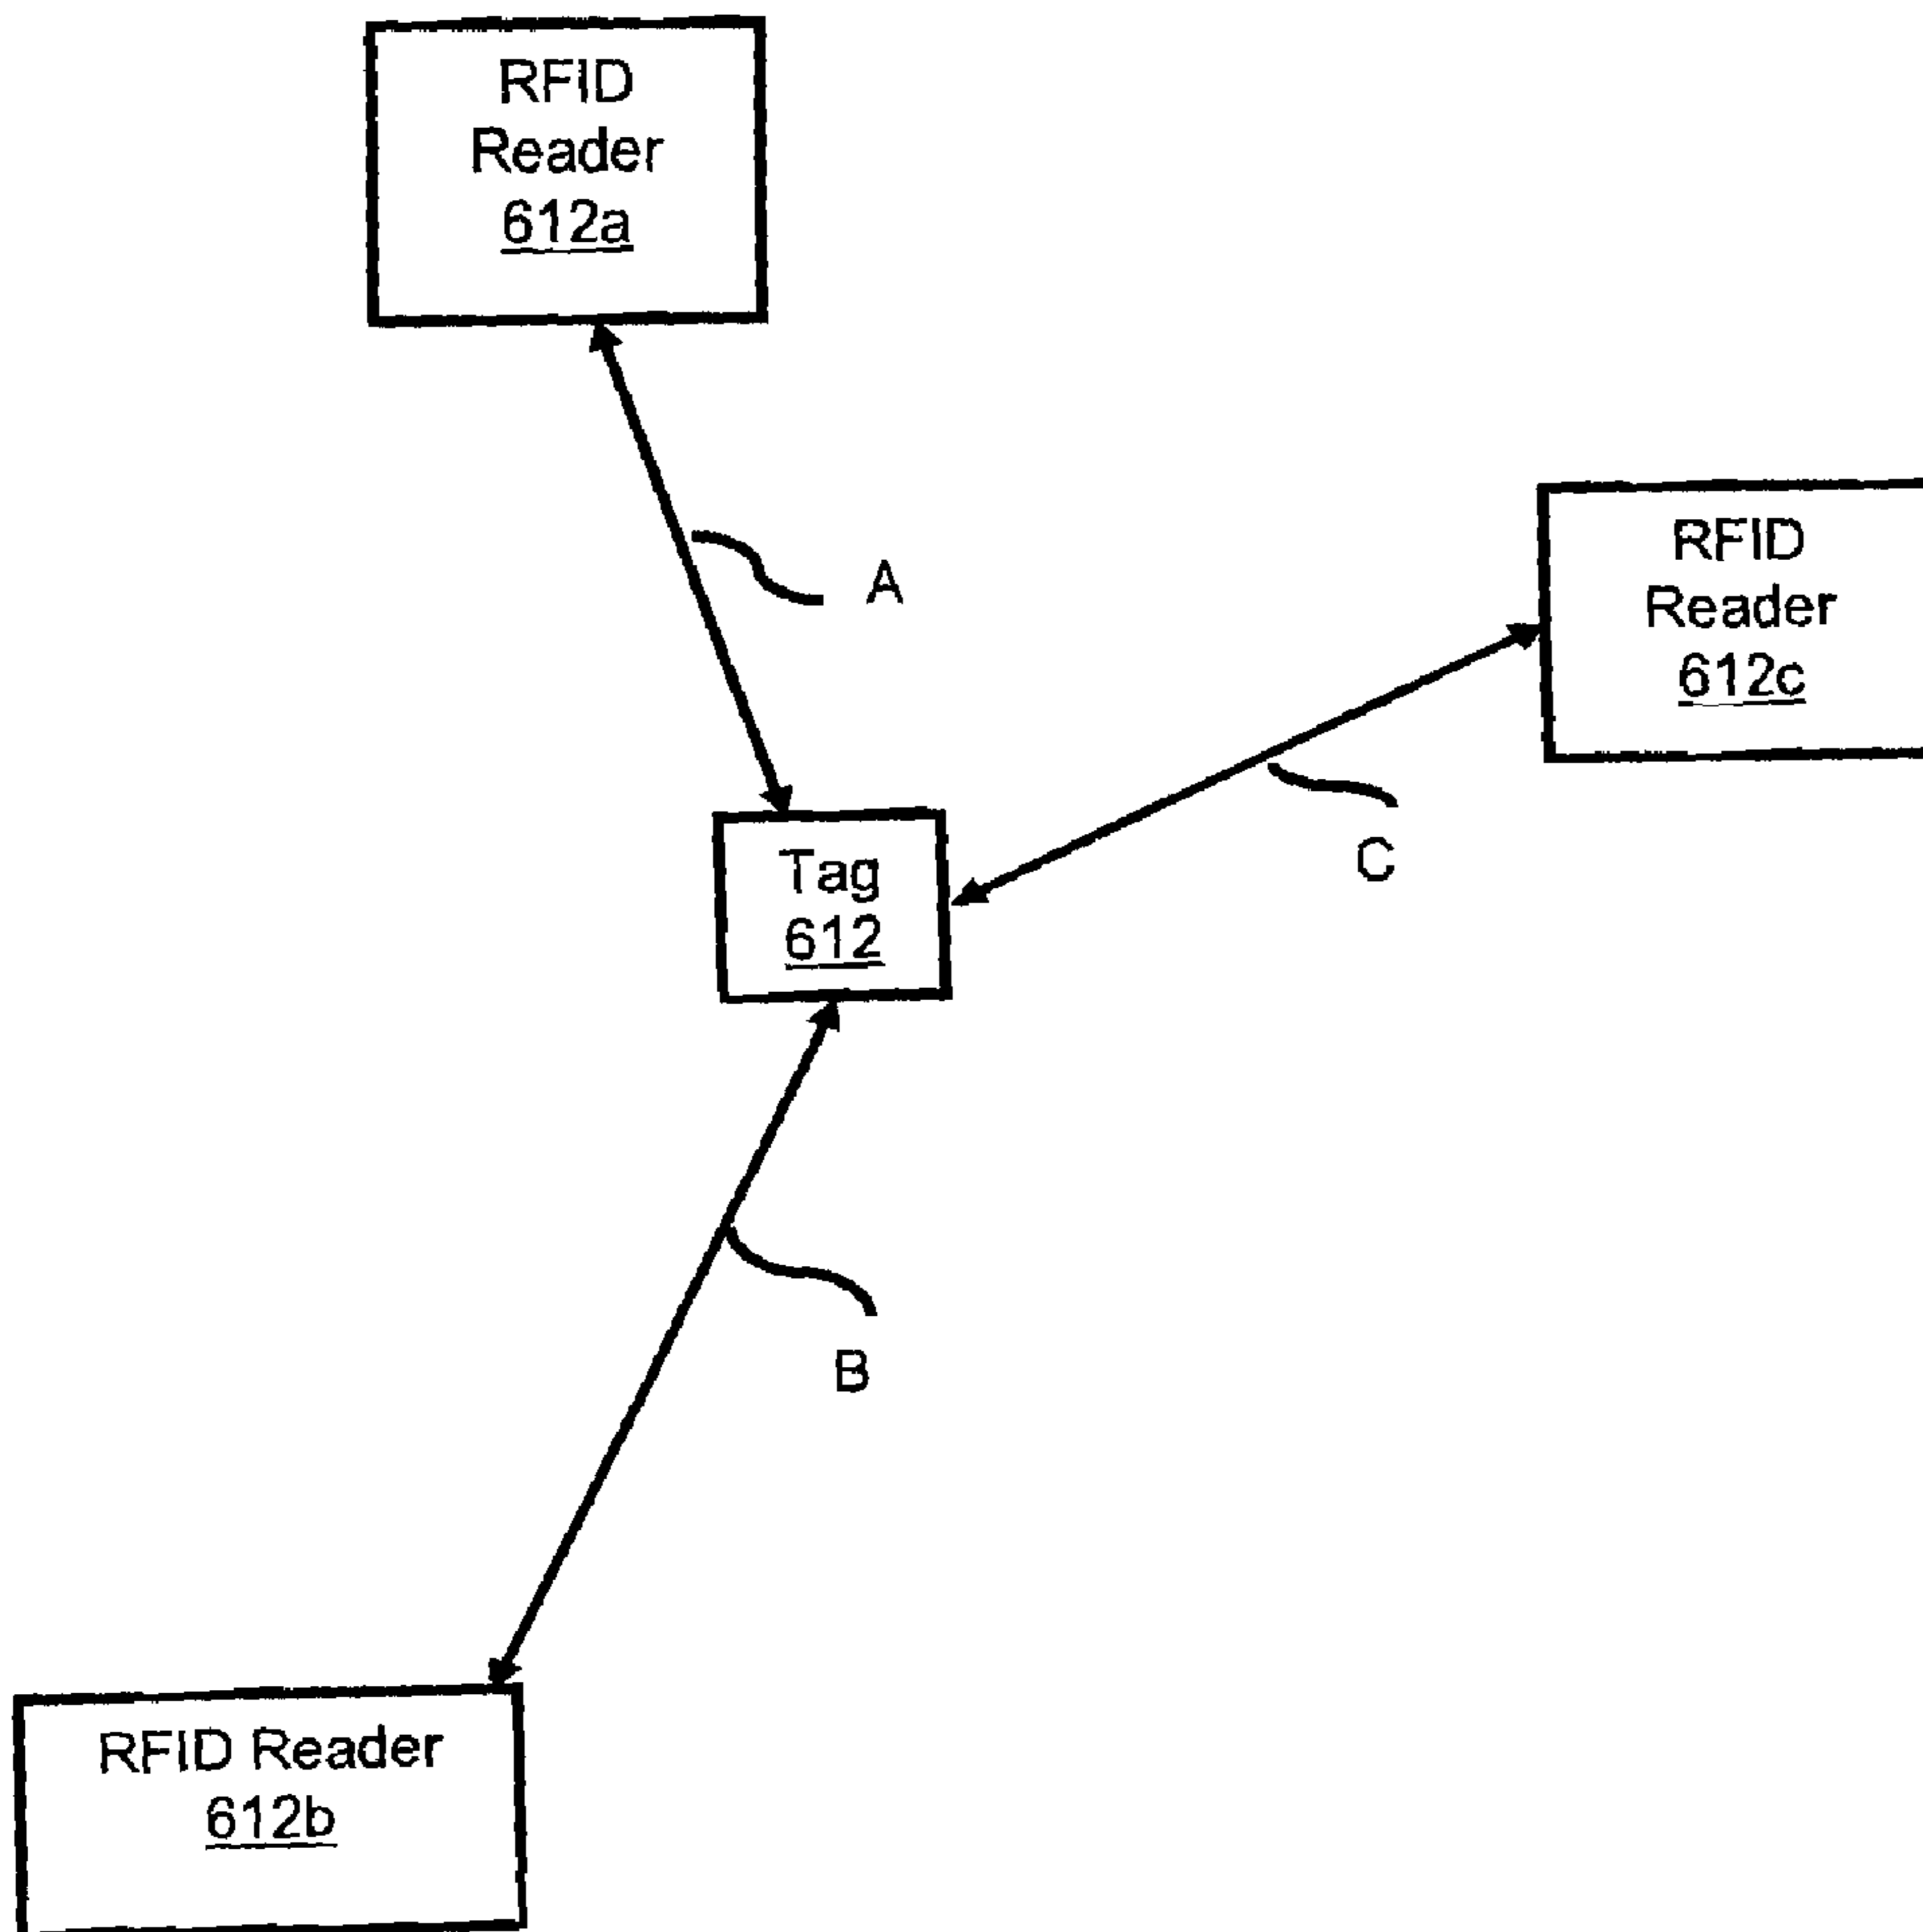 RFID
Reader
612a
A
RFID
Reader
612c
Tag
612
C
B
RFID Reader
612b